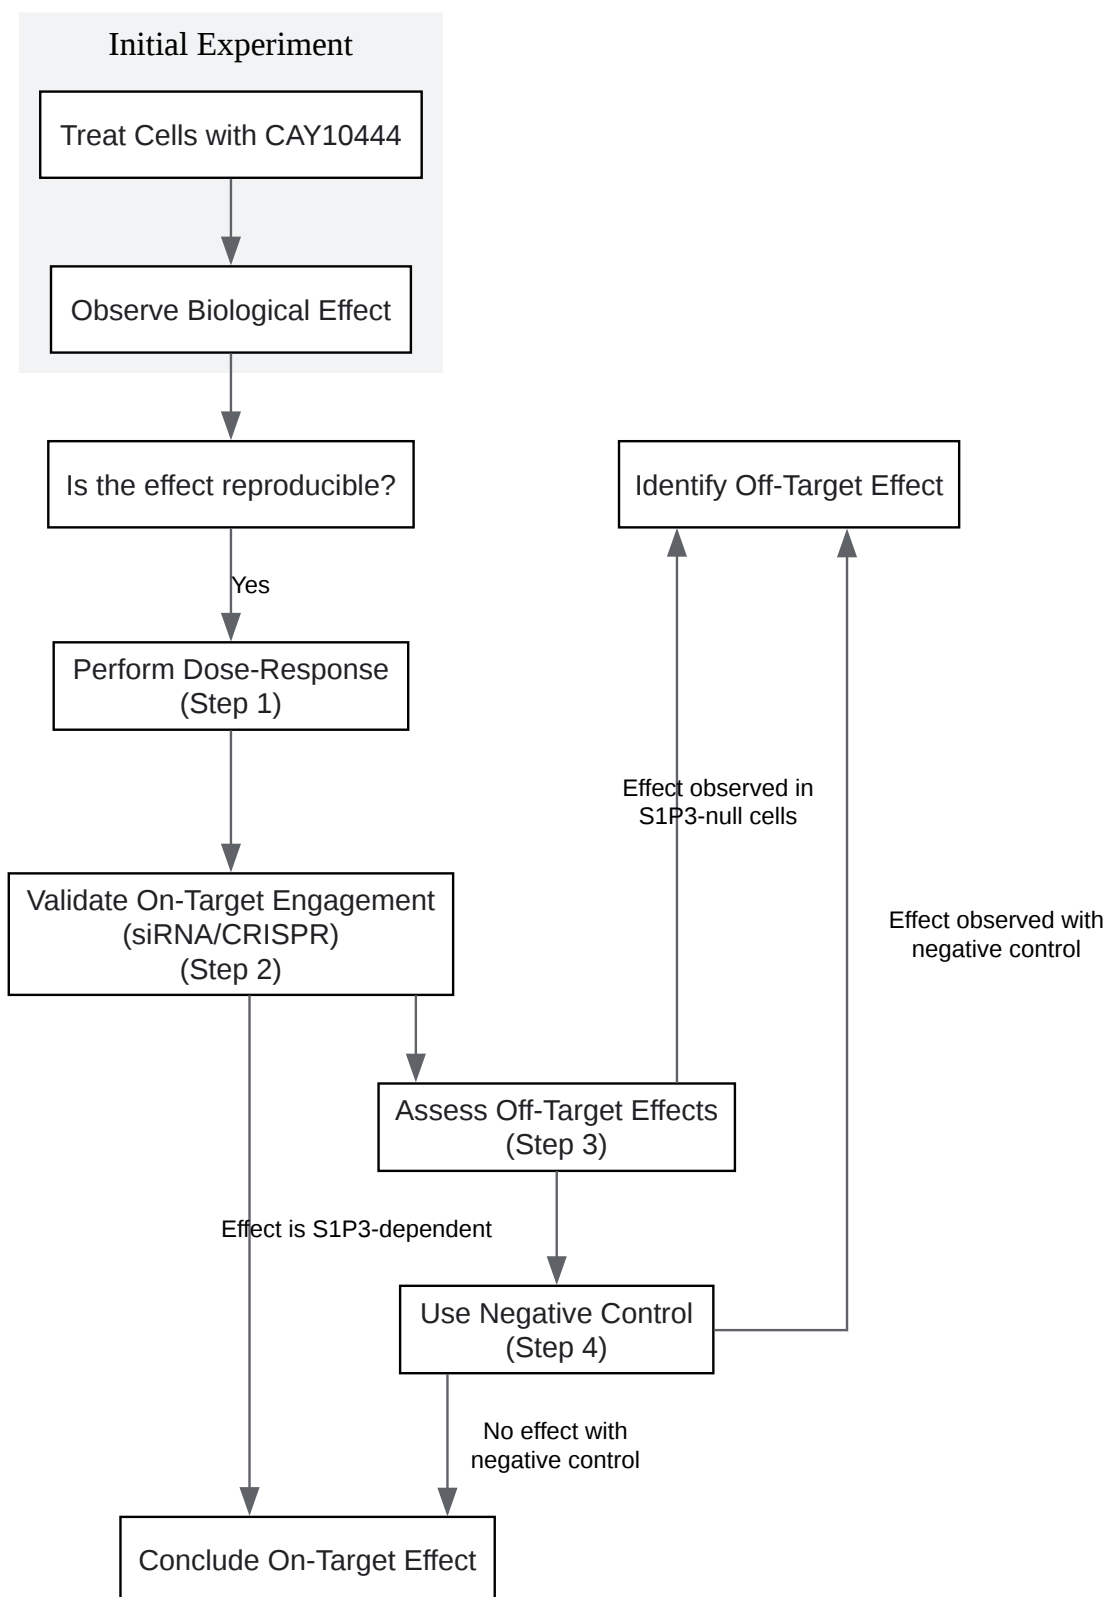 Initial Experiment
Treat Cells with CAY10444
Observe Biological Effect
Is the effect reproducible?
Identify Off-Target Effect
Yes
Perform Dose-Response
(Step 1)
Effect observed in
S1P3-null cells
Validate On-Target Engagement
(siRNA/CRISPR)
(Step 2)
Effect observed with
negative control
Assess Off-Target Effects
(Step 3)
Effect is S1P3-dependent
Use Negative Control
(Step 4)
No effect with
negative control
Conclude On-Target Effect